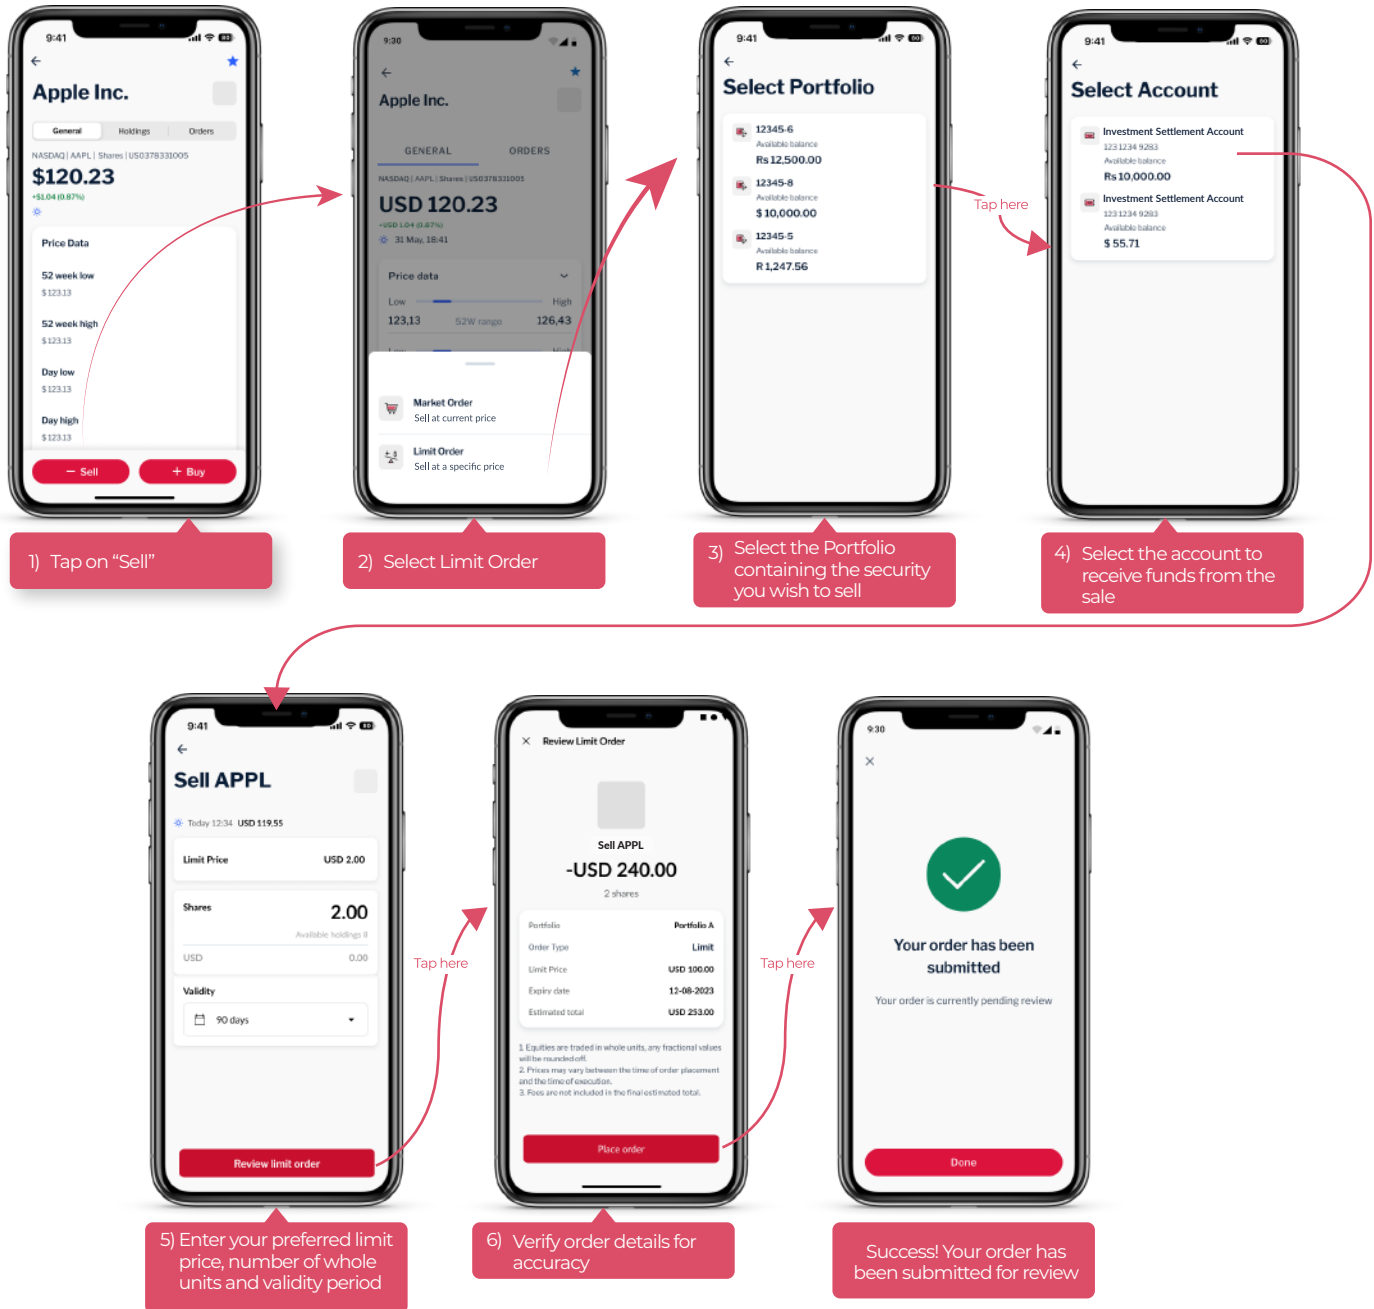 9:41
Apple Inc.
General Holdings Orders
NASDAQ | AAPL | Shares | US0378331005
$120.23
+$1.04 (0.87%)
Price Data
52 week low
$123.13
52 week high
$123.13
Day low
$123.13
Day high
$123.13
— Sell
+ Buy
1) Tap on “Sell”
9:30
Apple Inc.
GENERAL ORDERS
NASDAQ | AAPL | Shares | US0378331005
USD 120.23
+USD 1.04 (0.87%)
31 May, 18:41
Price data
Low High
123,13 52W range 126,43
Low High
Market Order
Sell at current price
Limit Order
Sell at a specific price
2) Select Limit Order
9:41
Select Portfolio
12345-6
Available balance
Rs 12,500.00
12345-8
Available balance
$ 10,000.00
12345-5
Available balance
R 1,247.56
Tap here
3) Select the Portfolio
containing the security
you wish to sell
9:41
Select Account
Investment Settlement Account
123 1234 9283
Available balance
Rs 10,000.00
Investment Settlement Account
123 1234 9283
Available balance
$ 55.71
4) Select the account to
receive funds from the
sale
9:41
Sell APPL
Today 12:34 USD 119.55
Limit Price USD 2.00
Shares 2.00
Available holdings 8
USD 0.00
Validity
90 days
Review limit order
Tap here
5) Enter your preferred limit
price, number of whole
units and validity period
Review Limit Order
Sell APPL
-USD 240.00
2 shares
Portfolio Portfolio A
Order Type Limit
Limit Price USD 100.00
Expiry date 12-08-2023
Estimated total USD 253.00
1. Equities are traded in whole units, any fractional values
will be rounded off.
2. Prices may vary between the time of order placement
and the time of execution.
3. Fees are not included in the final estimated total.
Place order
Tap here
6) Verify order details for
accuracy
9:30
Your order has been
submitted
Your order is currently pending review
Done
Success! Your order has
been submitted for review